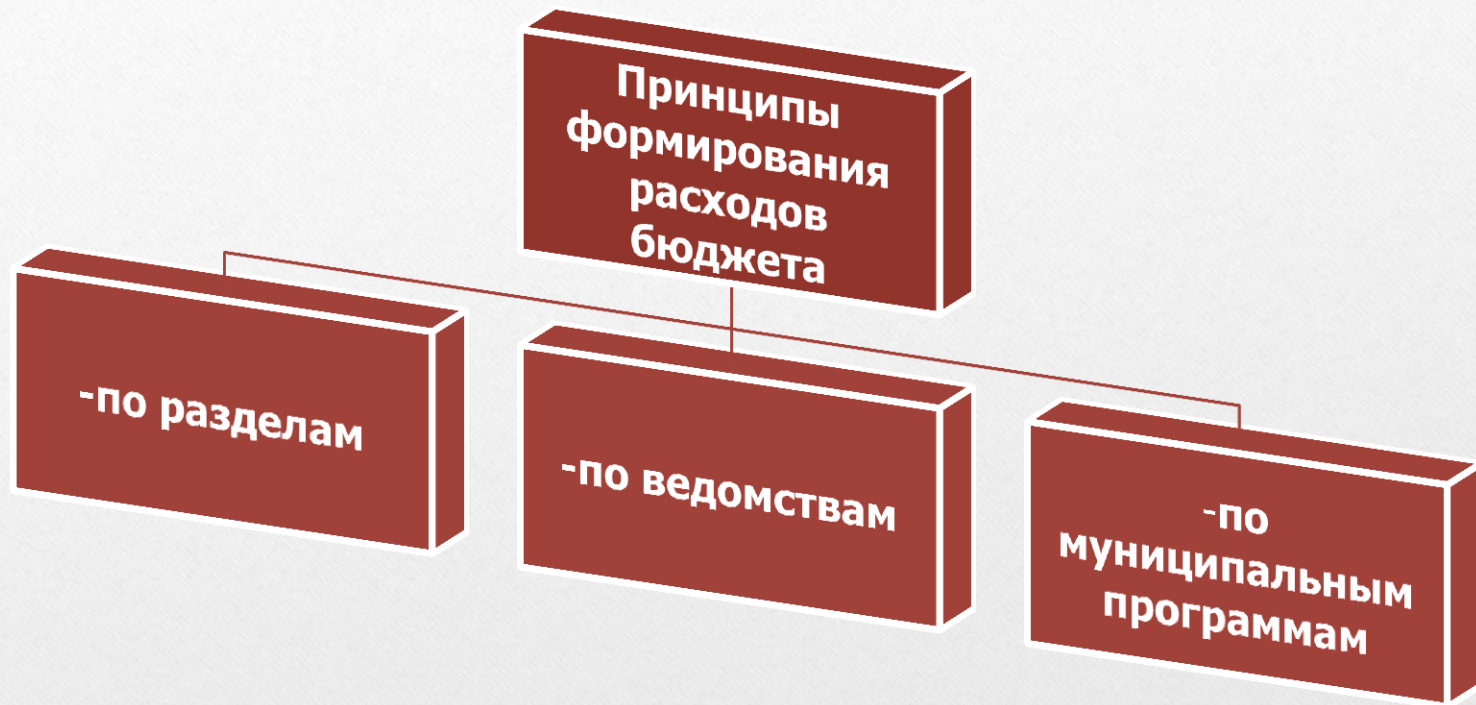 Принципы
формирования
расходов
бюджета
-по разделам
-по ведомствам
-по
муниципальным
программам